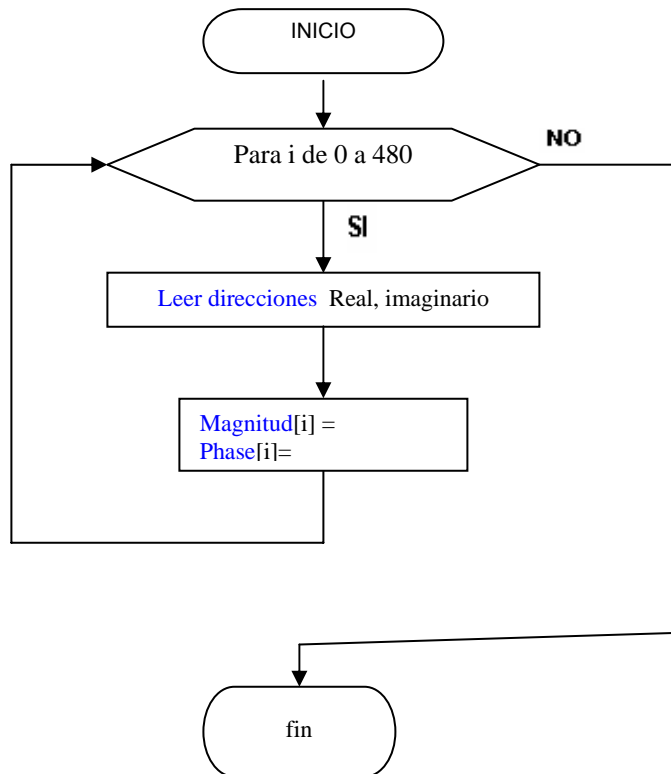 INICIO
Para i de 0 a 480
NO
SI
Leer direcciones Real, imaginario
Magnitud[i] =
Phase[i]=
fin